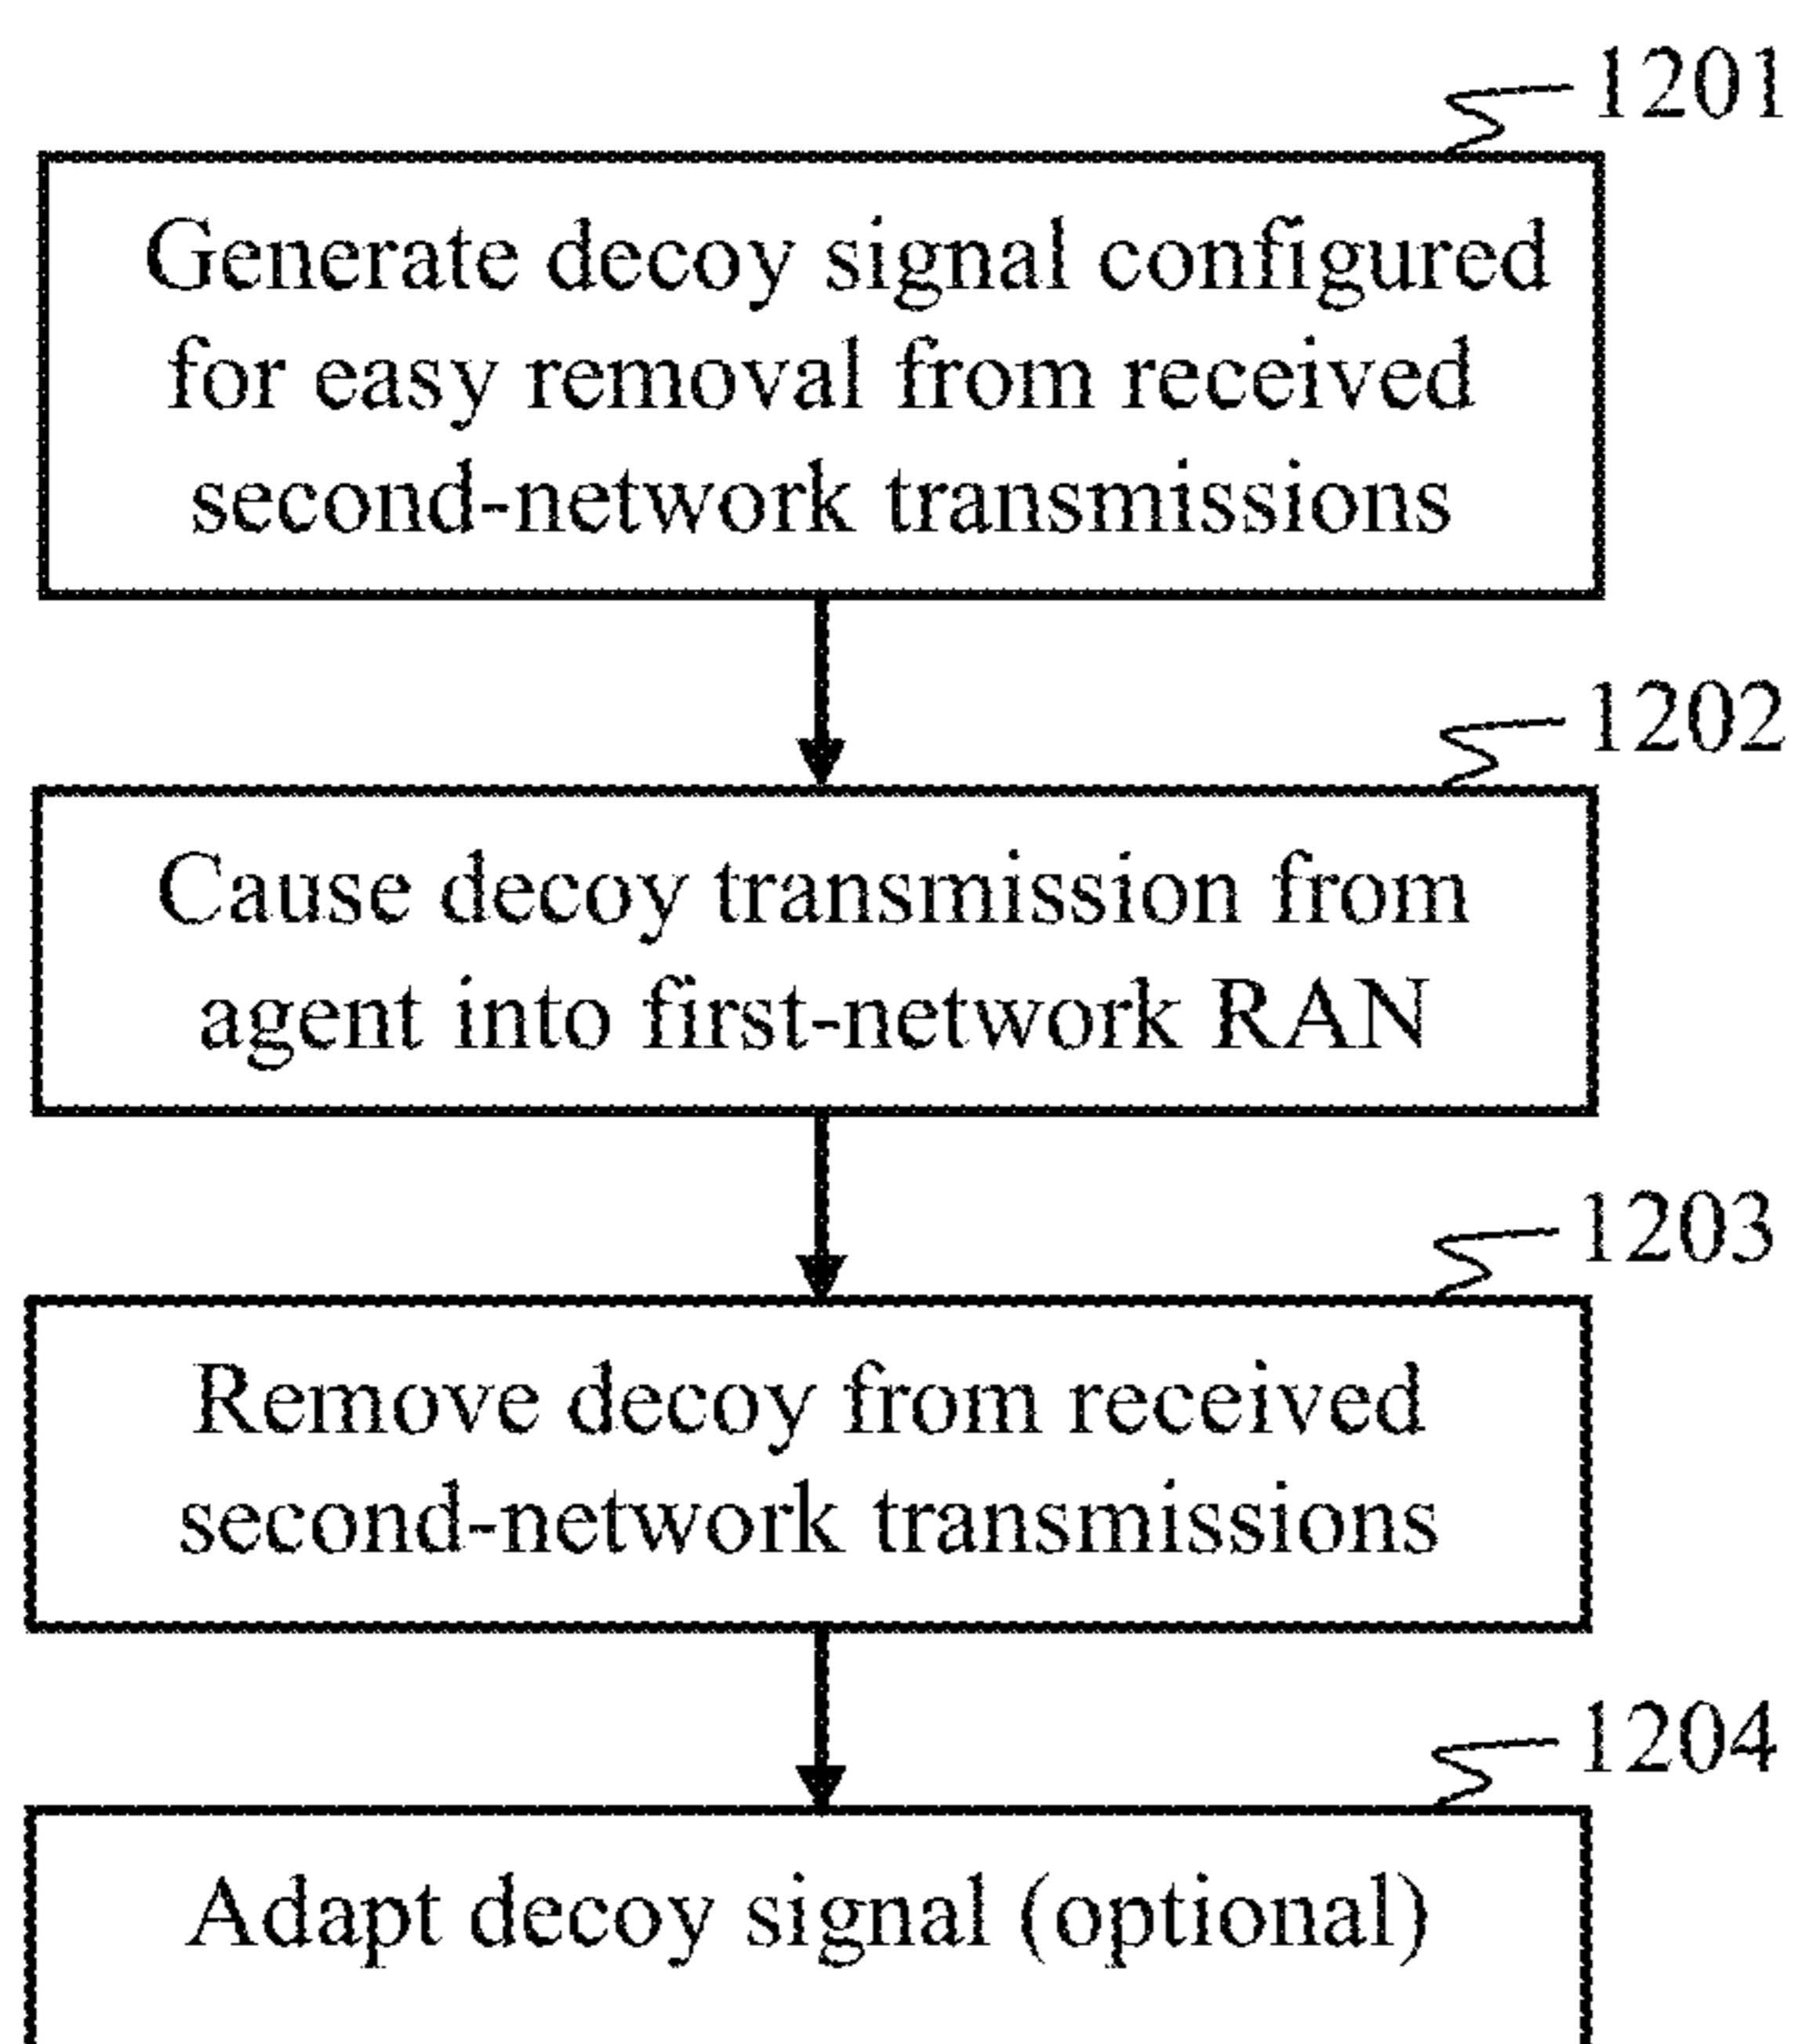 1201
Generate decoy signal configured
for easy removal from received
second-network transmissions
1202
Cause decoy transmission from
agent into first-network RAN
1203
Remove decoy from received
second-network transmissions
1204
Adapt decoy signal (optional)